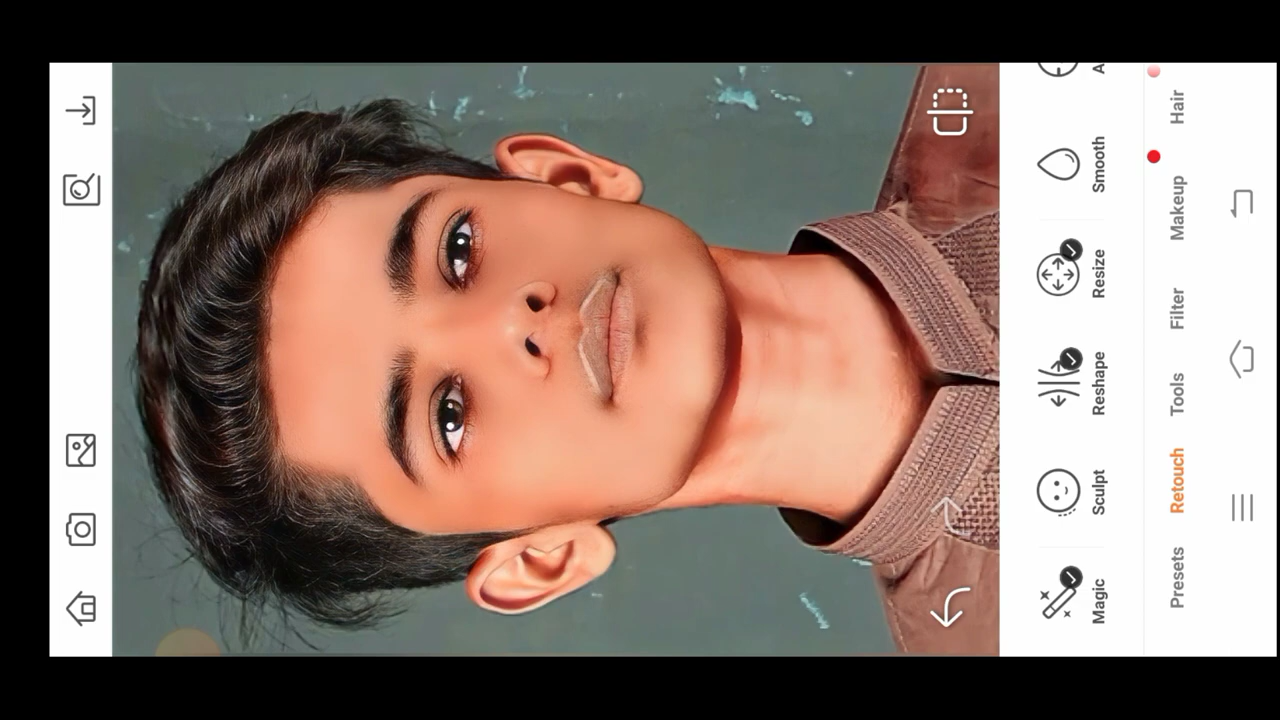 Magic
Sculpt
Reshape
Resize
Smooth
Presets
Retouch
Tools
Filter
Makeup
Hair